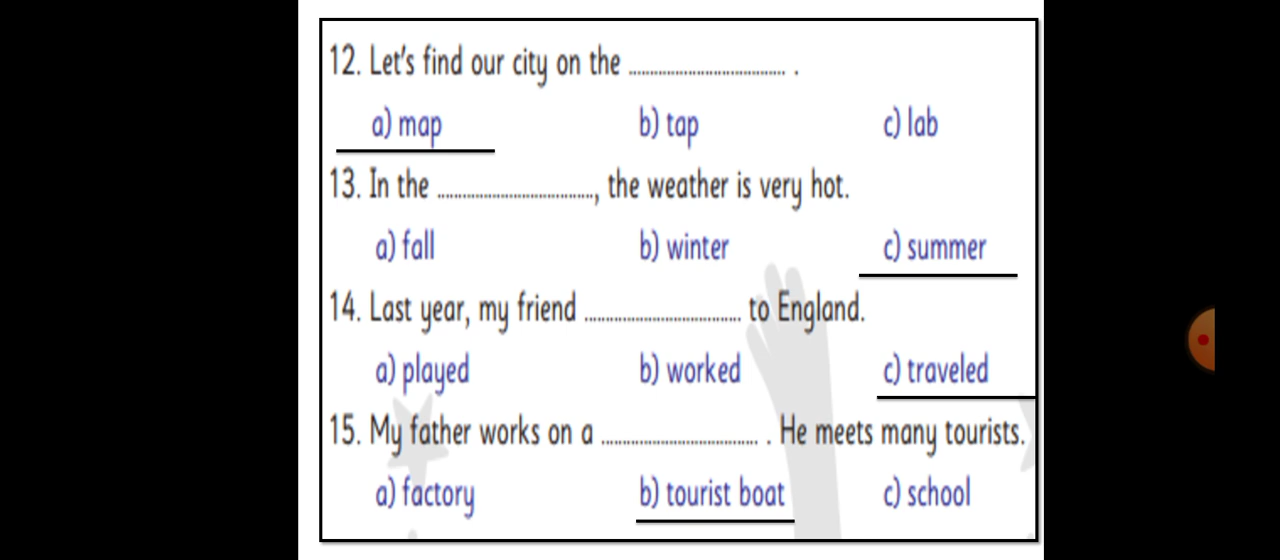 12. Let's find our city on the .................................... .
a) map b) tap c) lab
13. In the ...................................., the weather is very hot.
a) fall b) winter c) summer
14. Last year, my friend .................................... to England.
a) played b) worked c) traveled
15. My father works on a .................................... . He meets many tourists.
a) factory b) tourist boat c) school